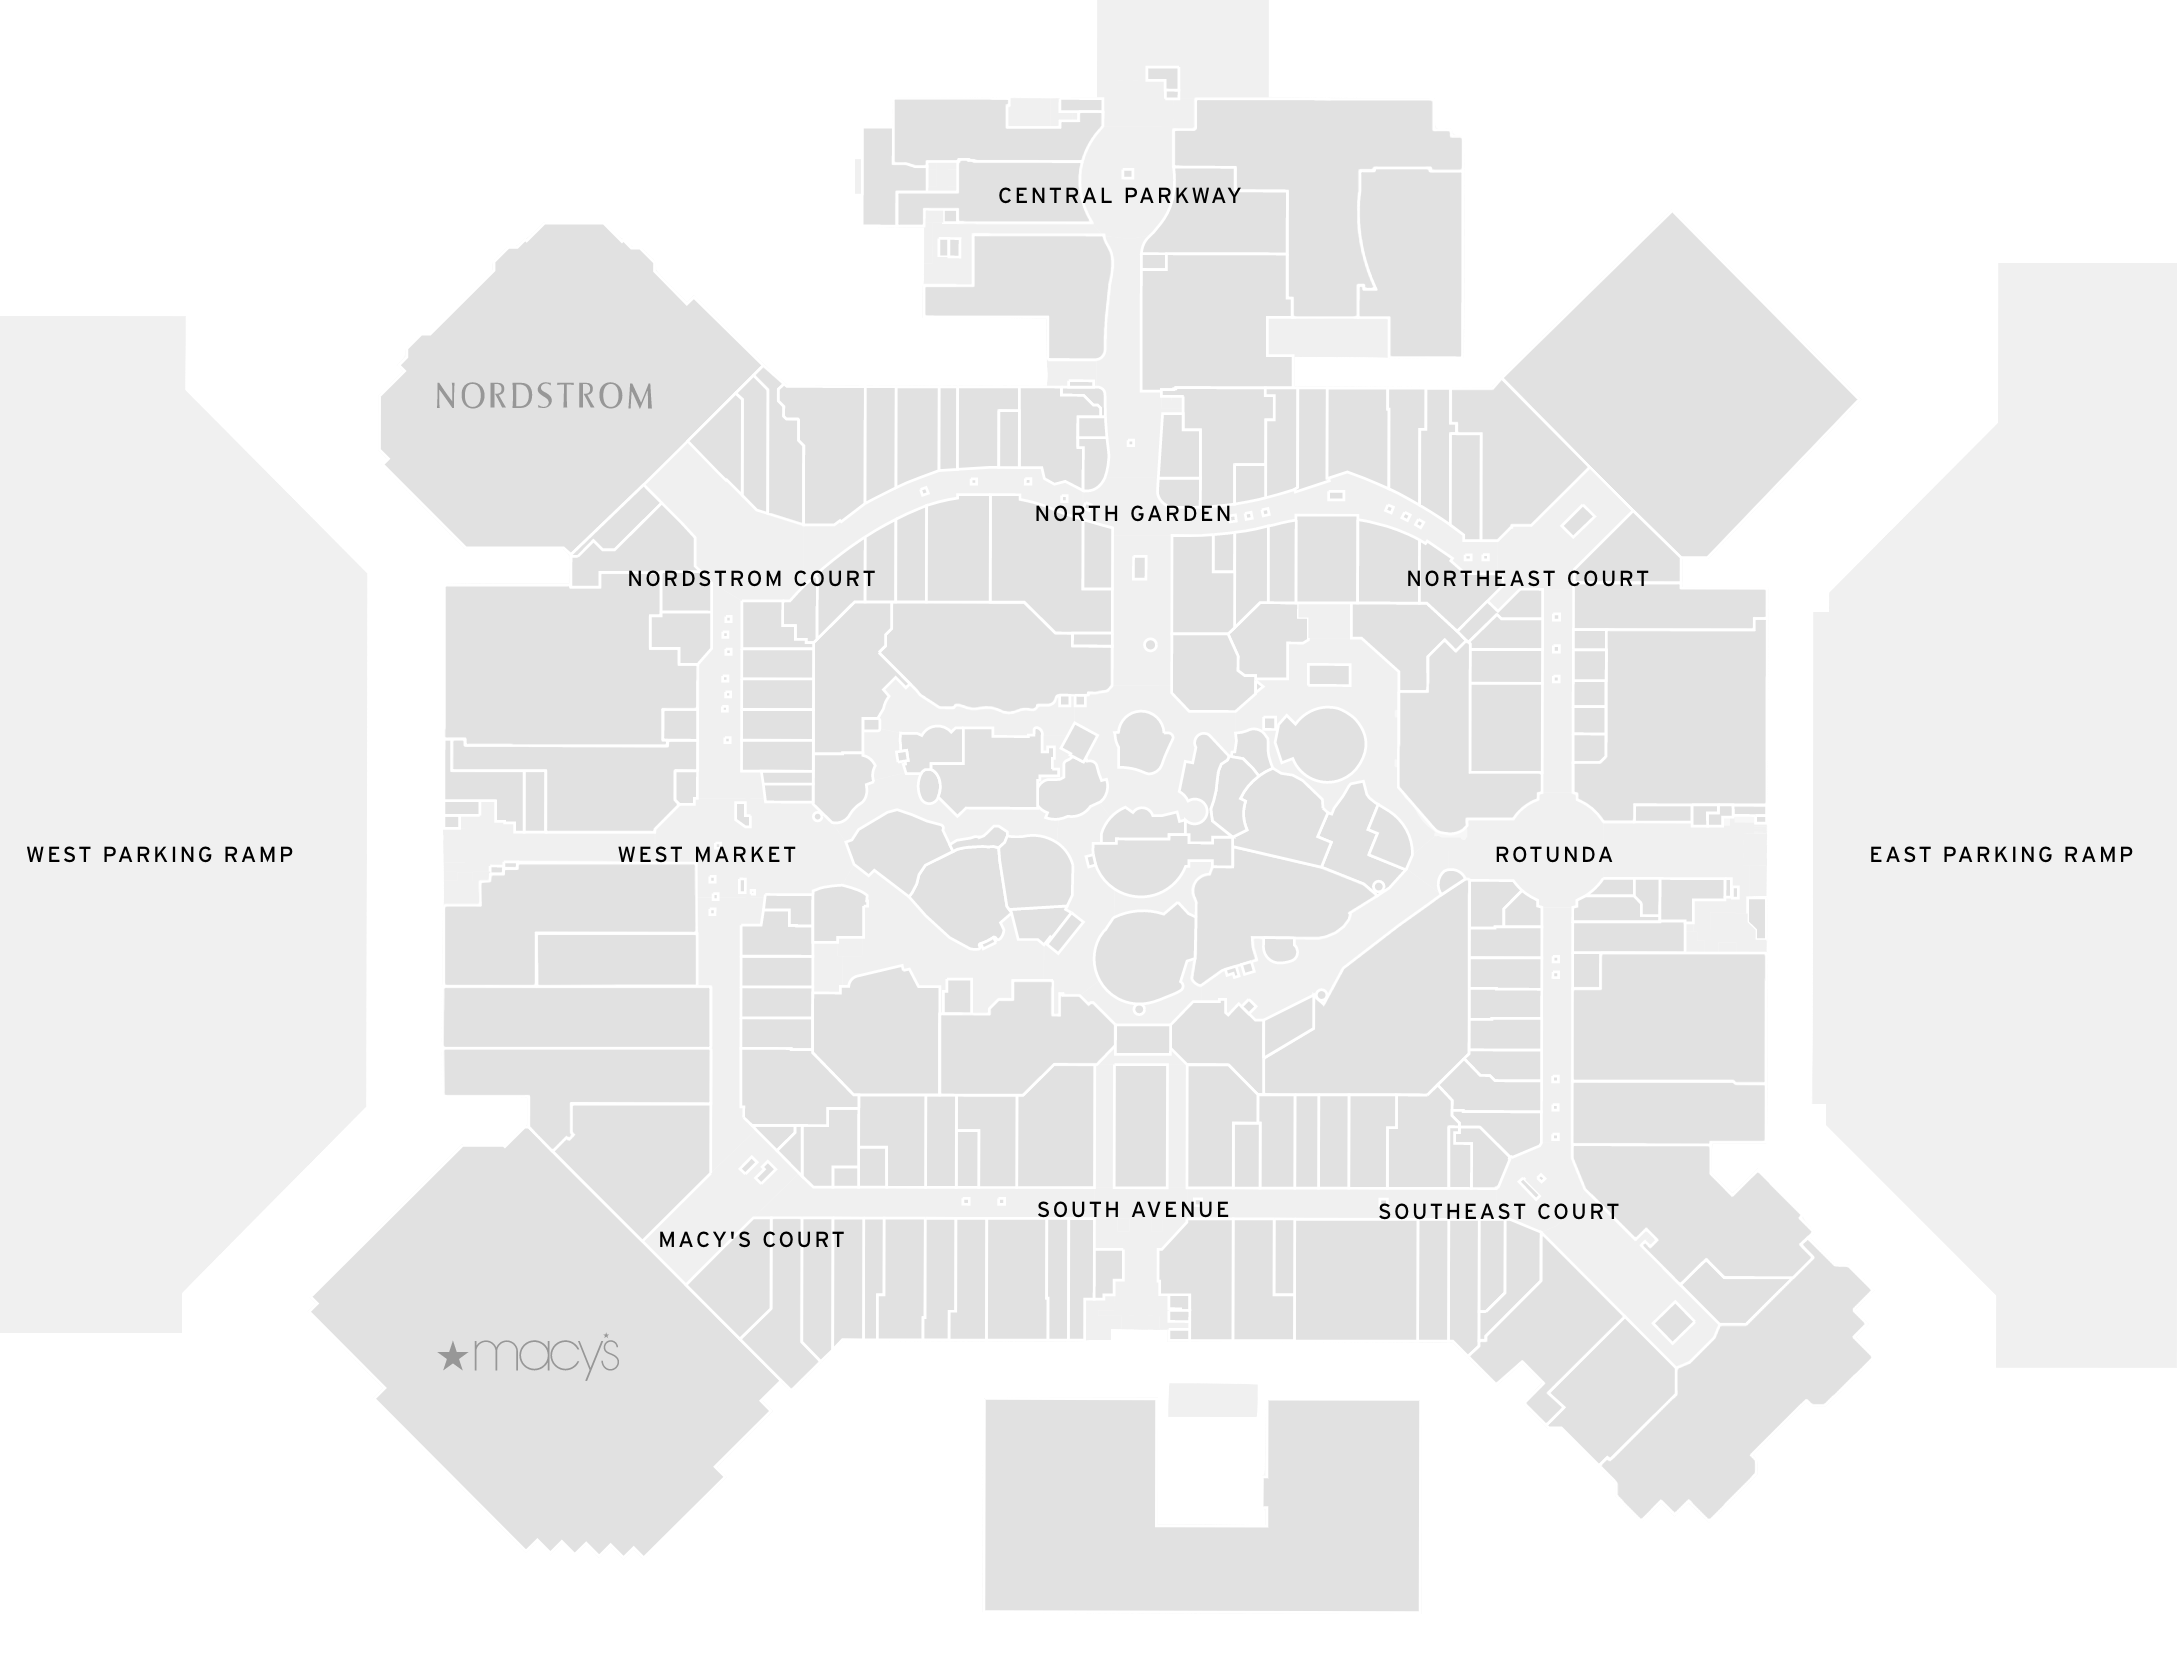 CENTRAL PARKWAY
NORDSTROM
NORTH GARDEN
NORDSTROM COURT
NORTHEAST COURT
WEST PARKING RAMP
WEST MARKET
ROTUNDA
EAST PARKING RAMP
SOUTH AVENUE
SOUTHEAST COURT
MACY'S COURT
macy's